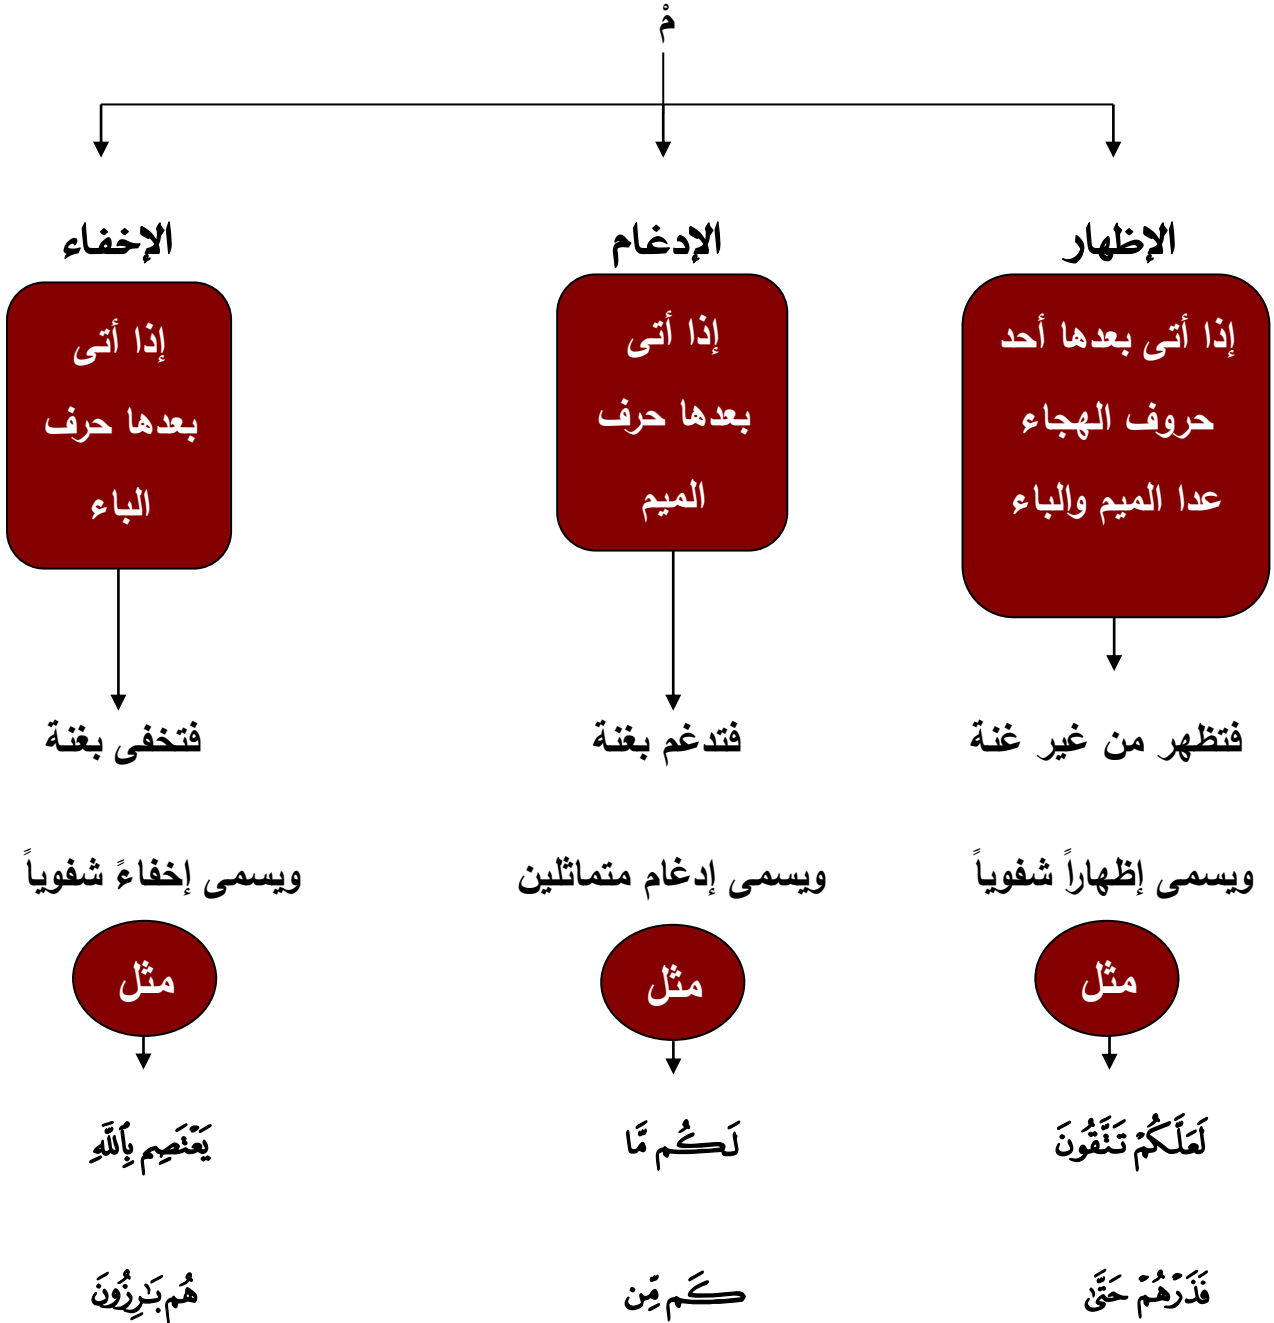 مْ
الإظهار
إذا أتى بعدها أحد
حروف الهجاء
عدا الميم والباء
فتظهر من غير غنة
ويسمى إظهاراً شفوياً
مثل
لَعَلَّكُمْ تَتَّقُونَ
فَذَرْهُمْ حَتَّىٰ
الإدغام
إذا أتى
بعدها حرف
الميم
فتدغم بغنة
ويسمى إدغام متماثلين
مثل
لَكُم مَّا
كَم مِّن
الإخفاء
إذا أتى
بعدها حرف
الباء
فتخفى بغنة
ويسمى إخفاءً شفوياً
مثل
يَعْتَصِم بِٱللَّهِ
هُم بَٰرِزُونَ